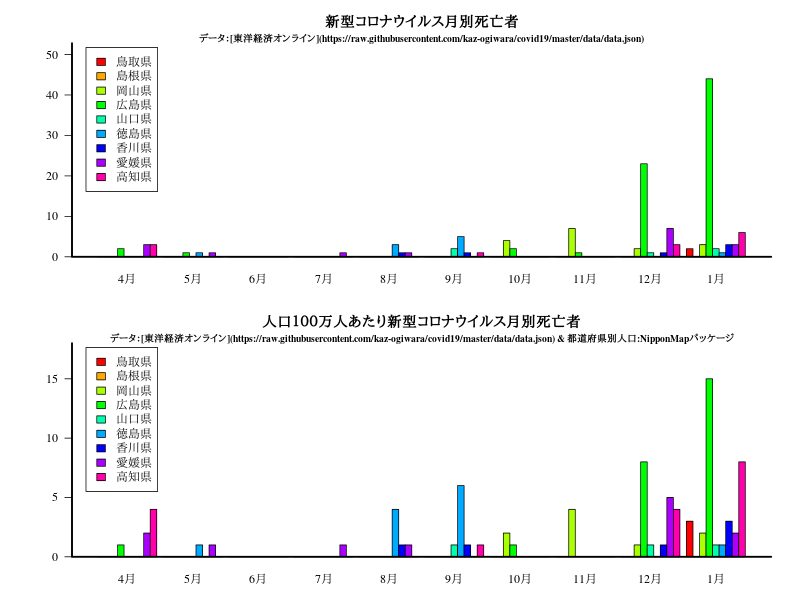 新型コロナウイルス月別死亡者
データ:[東洋経済オンライン](https://raw.githubusercontent.com/kaz-ogiwara/covid19/master/data/data.json)
50
40
30
20
10
0
鳥取県
島根県
岡山県
広島県
山口県
徳島県
香川県
愛媛県
高知県
4月 5月 6月 7月 8月 9月 10月 11月 12月 1月
人口100万人あたり新型コロナウイルス月別死亡者
データ:[東洋経済オンライン](https://raw.githubusercontent.com/kaz-ogiwara/covid19/master/data/data.json) & 都道府県別人口:NipponMapパッケージ
15
10
5
0
鳥取県
島根県
岡山県
広島県
山口県
徳島県
香川県
愛媛県
高知県
4月 5月 6月 7月 8月 9月 10月 11月 12月 1月